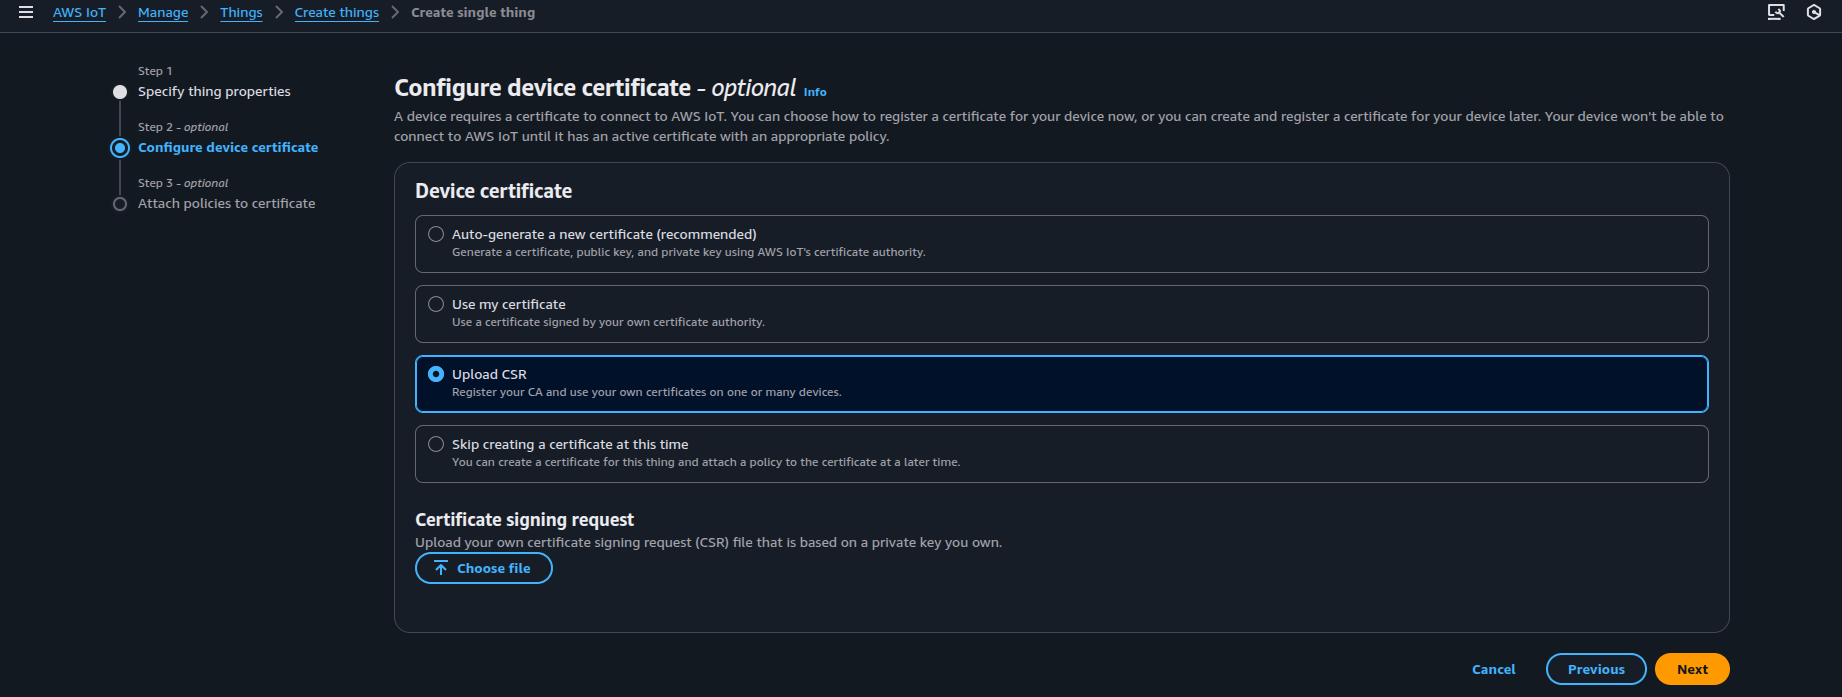 AWS IoT > Manage > Things > Create things > Create single thing
Step 1
Specify thing properties
Step 2 - optional
Configure device certificate
Step 3 - optional
Attach policies to certificate
Configure device certificate - optional Info
A device requires a certificate to connect to AWS IoT. You can choose how to register a certificate for your device now, or you can create and register a certificate for your device later. Your device won't be able to
connect to AWS IoT until it has an active certificate with an appropriate policy.
Device certificate
Auto-generate a new certificate (recommended)
Generate a certificate, public key, and private key using AWS IoT's certificate authority.
Use my certificate
Use a certificate signed by your own certificate authority.
Upload CSR
Register your CA and use your own certificates on one or many devices.
Skip creating a certificate at this time
You can create a certificate for this thing and attach a policy to the certificate at a later time.
Certificate signing request
Upload your own certificate signing request (CSR) file that is based on a private key you own.
Choose file
Cancel Previous Next